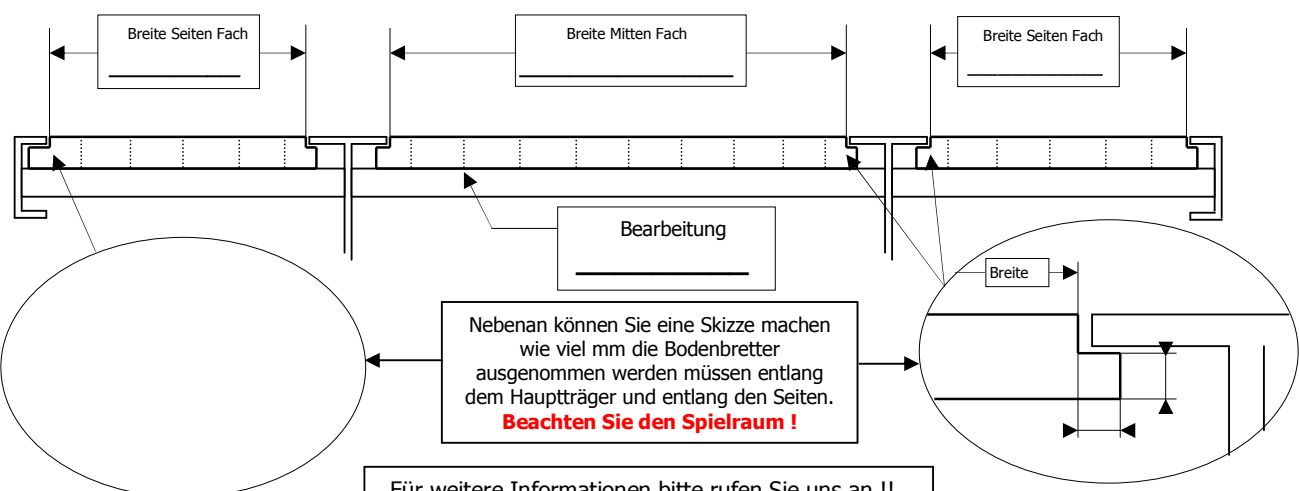 Breite Seiten Fach
Breite Mitten Fach
Breite Seiten Fach
Bearbeitung
Breite
Nebenan können Sie eine Skizze machen
wie viel mm die Bodenbretter
ausgenommen werden müssen entlang
dem Hauptträger und entlang den Seiten.
Beachten Sie den Spielraum !
Für weitere Informationen bitte rufen Sie uns an !!